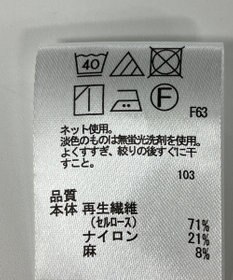 40
F
F63
ネット使用。
淡色のものは無蛍光洗剤を使用。
よくすすぎ、絞りの後すぐに干
すこと。
103
品質
本体 再生繊維
(セルロース) 71%
ナイロン 21%
麻 8%